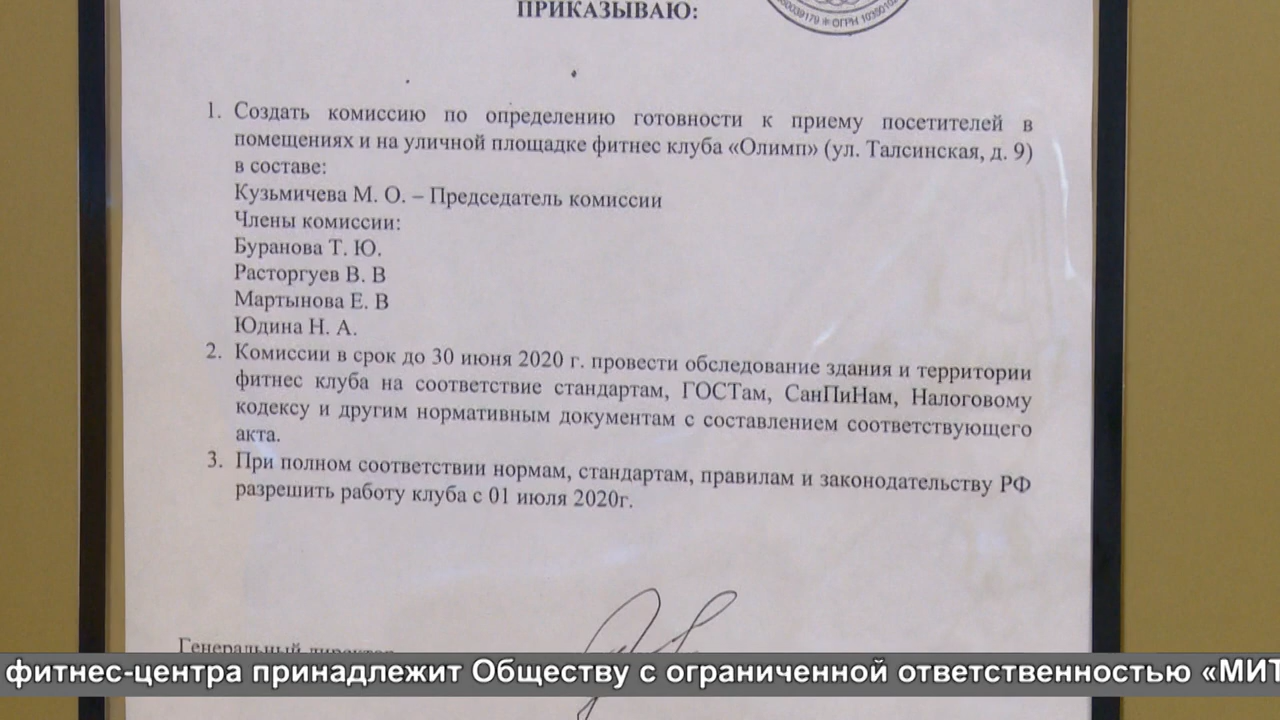 ПРИКАЗЫВАЮ:
ОГРН
1. Создать комиссию по определению готовности к приему посетителей в
помещениях и на уличной площадке фитнес клуба «Олимп» (ул. Талсинская, д. 9)
в составе:
Кузьмичева М. О. – Председатель комиссии
Члены комиссии:
Буранова Т. Ю.
Расторгуев В. В
Мартынова Е. В
Юдина Н. А.
2. Комиссии в срок до 30 июня 2020 г. провести обследование здания и территории
фитнес клуба на соответствие стандартам, ГОСТам, СанПиНам, Налоговому
кодексу и другим нормативным документам с составлением соответствующего
акта.
3. При полном соответствии нормам, стандартам, правилам и законодательству РФ
разрешить работу клуба с 01 июля 2020г.
Генеральный директор
фитнес-центра принадлежит Обществу с ограниченной ответственностью «МИТ